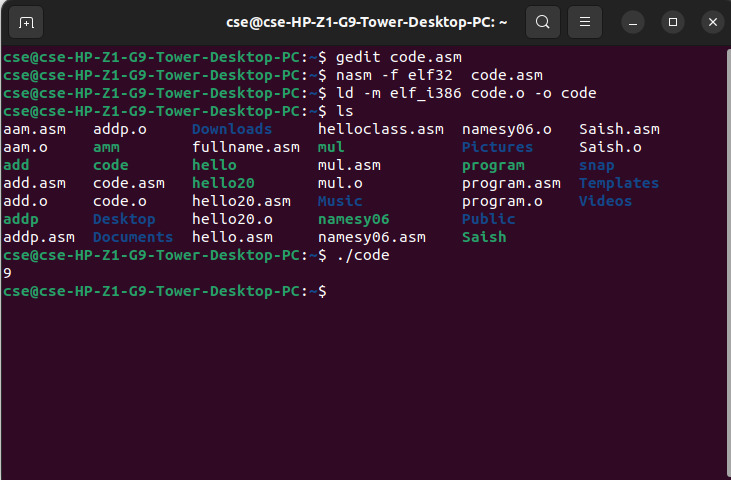 cse@cse-HP-Z1-G9-Tower-Desktop-PC: ~
cse@cse-HP-Z1-G9-Tower-Desktop-PC:~$ gedit code.asm
cse@cse-HP-Z1-G9-Tower-Desktop-PC:~$ nasm -f elf32  code.asm
cse@cse-HP-Z1-G9-Tower-Desktop-PC:~$ ld -m elf_i386 code.o -o code
cse@cse-HP-Z1-G9-Tower-Desktop-PC:~$ ls
aam.asm   addp.o     Downloads     helloclass.asm  namesy06.o   Saish.asm
aam.o     amm        fullname.asm  mul             Pictures     Saish.o
add       code       hello         mul.asm         program      snap
add.asm   code.asm   hello20       mul.o           program.asm  Templates
add.o     code.o     hello20.asm   Music           program.o    Videos
addp      Desktop    hello20.o     namesy06        Public
addp.asm  Documents  hello.asm     namesy06.asm    Saish
cse@cse-HP-Z1-G9-Tower-Desktop-PC:~$ ./code
9
cse@cse-HP-Z1-G9-Tower-Desktop-PC:~$